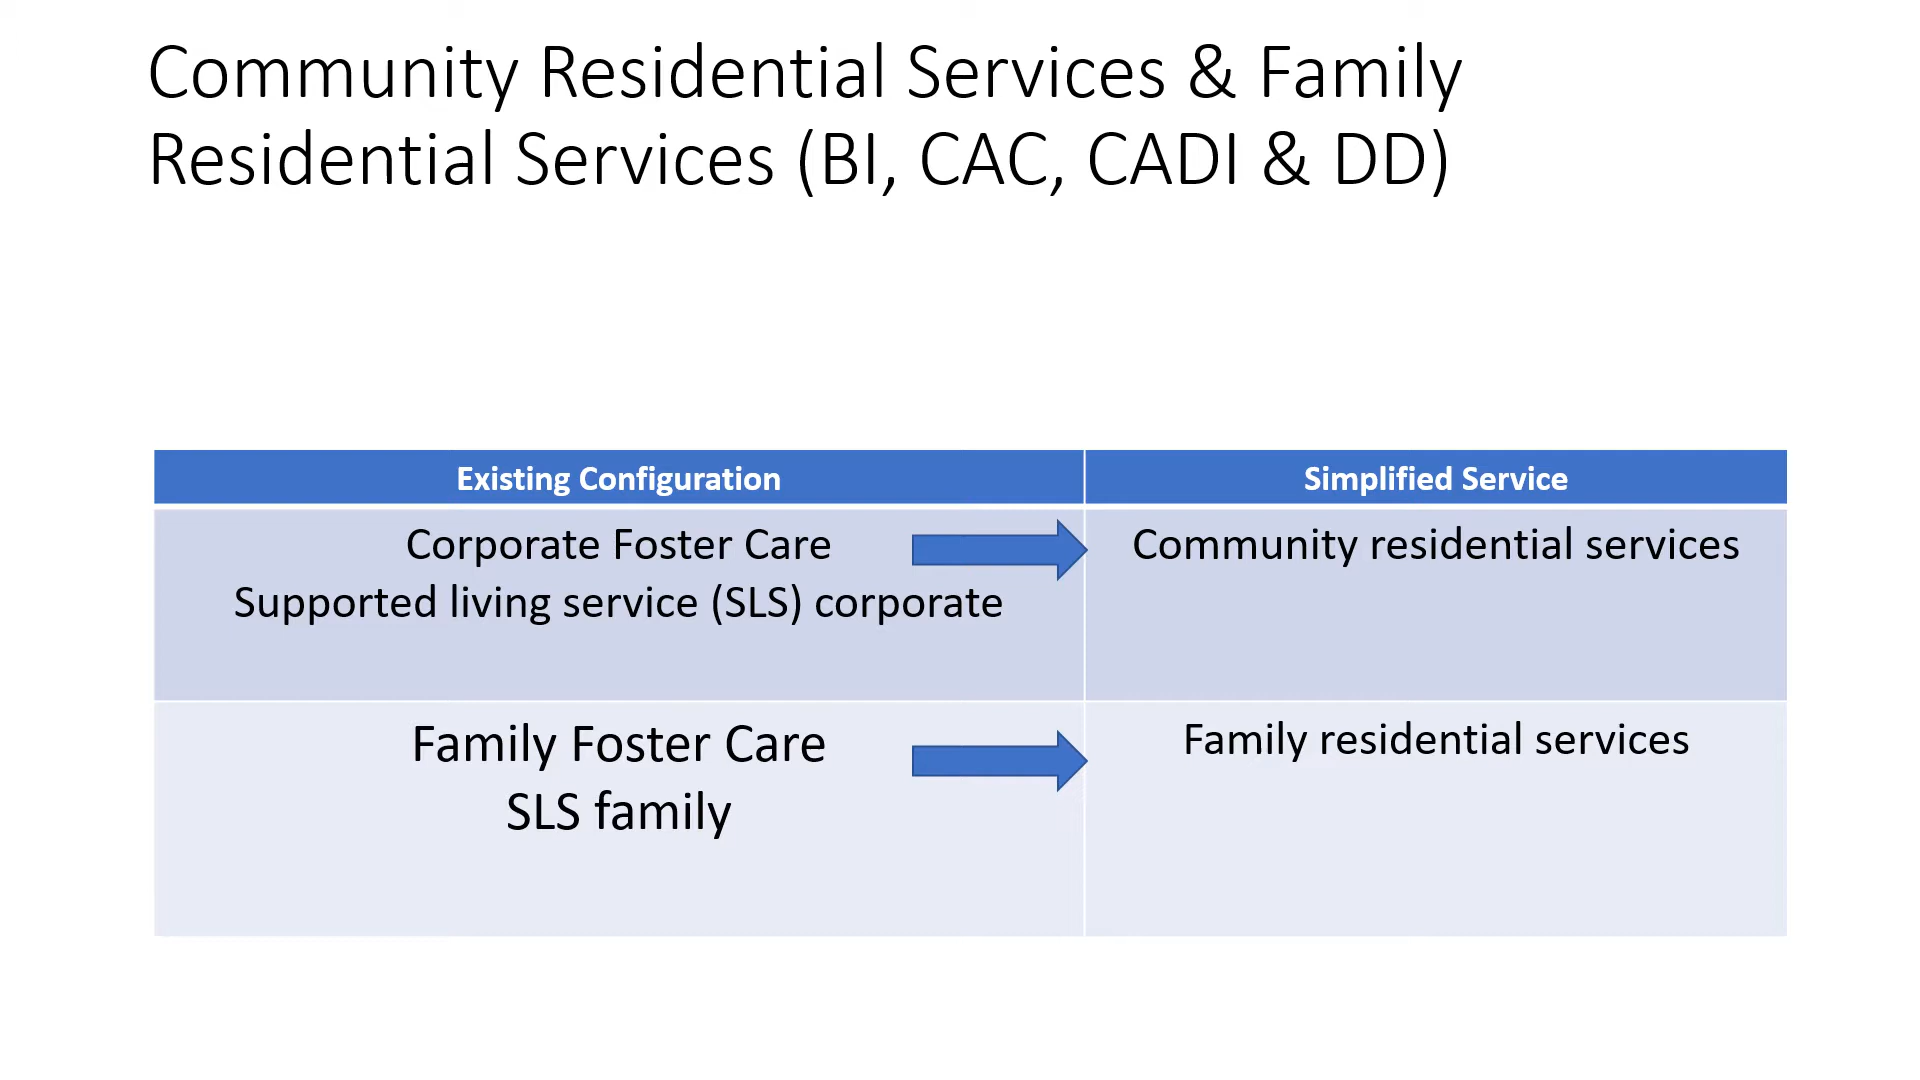 Community Residential Services & Family
Residential Services (BI, CAC, CADI & DD)
Existing Configuration
Simplified Service
Corporate Foster Care
Supported living service (SLS) corporate
Community residential services
Family Foster Care
SLS family
Family residential services